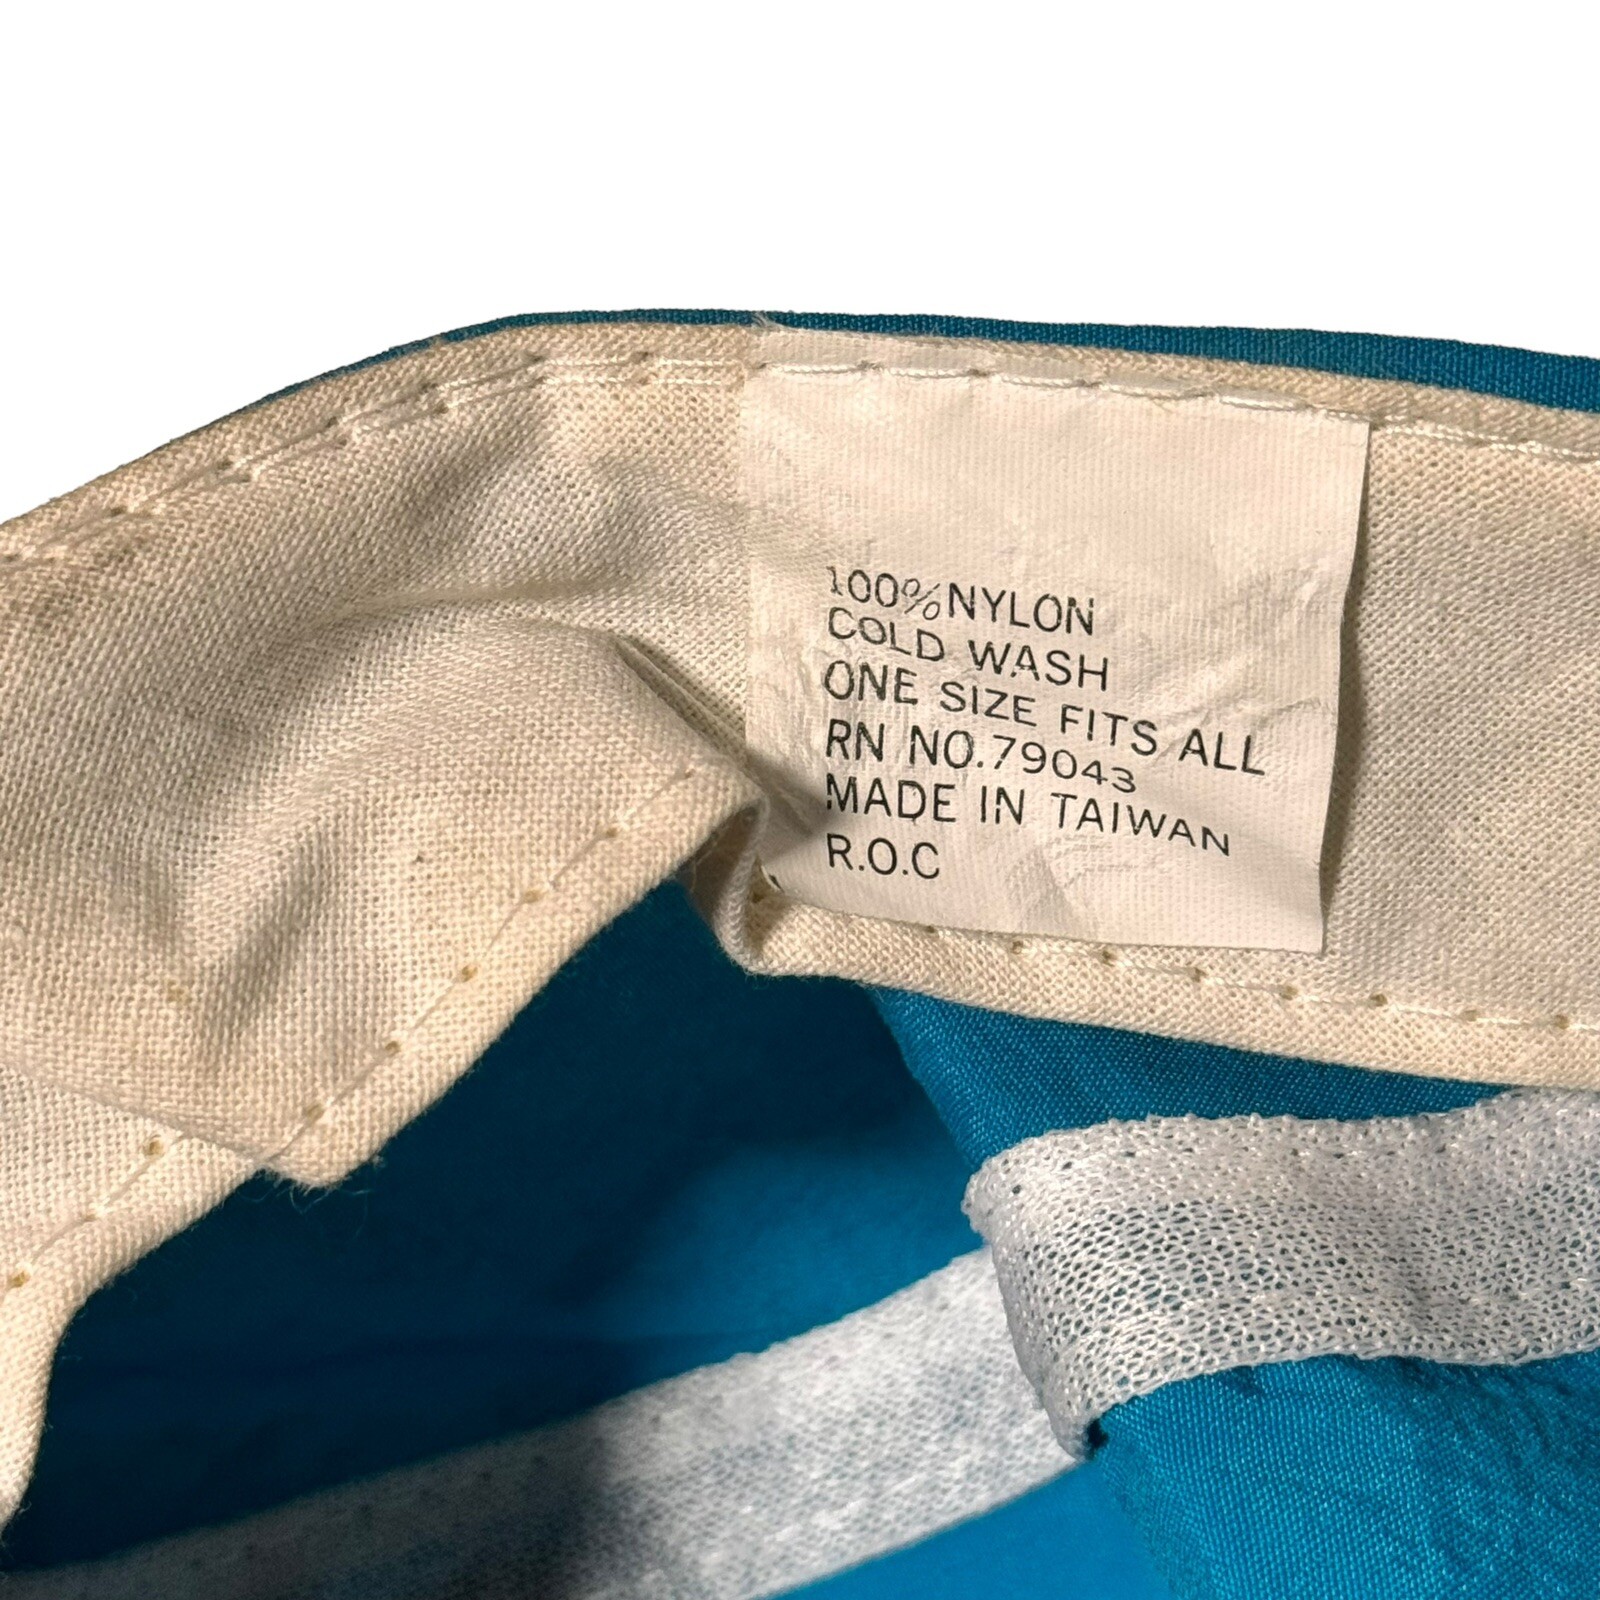 100% NYLON
COLD WASH
ONE SIZE FITS ALL
RN NO.79043
MADE IN TAIWAN
R.O.C